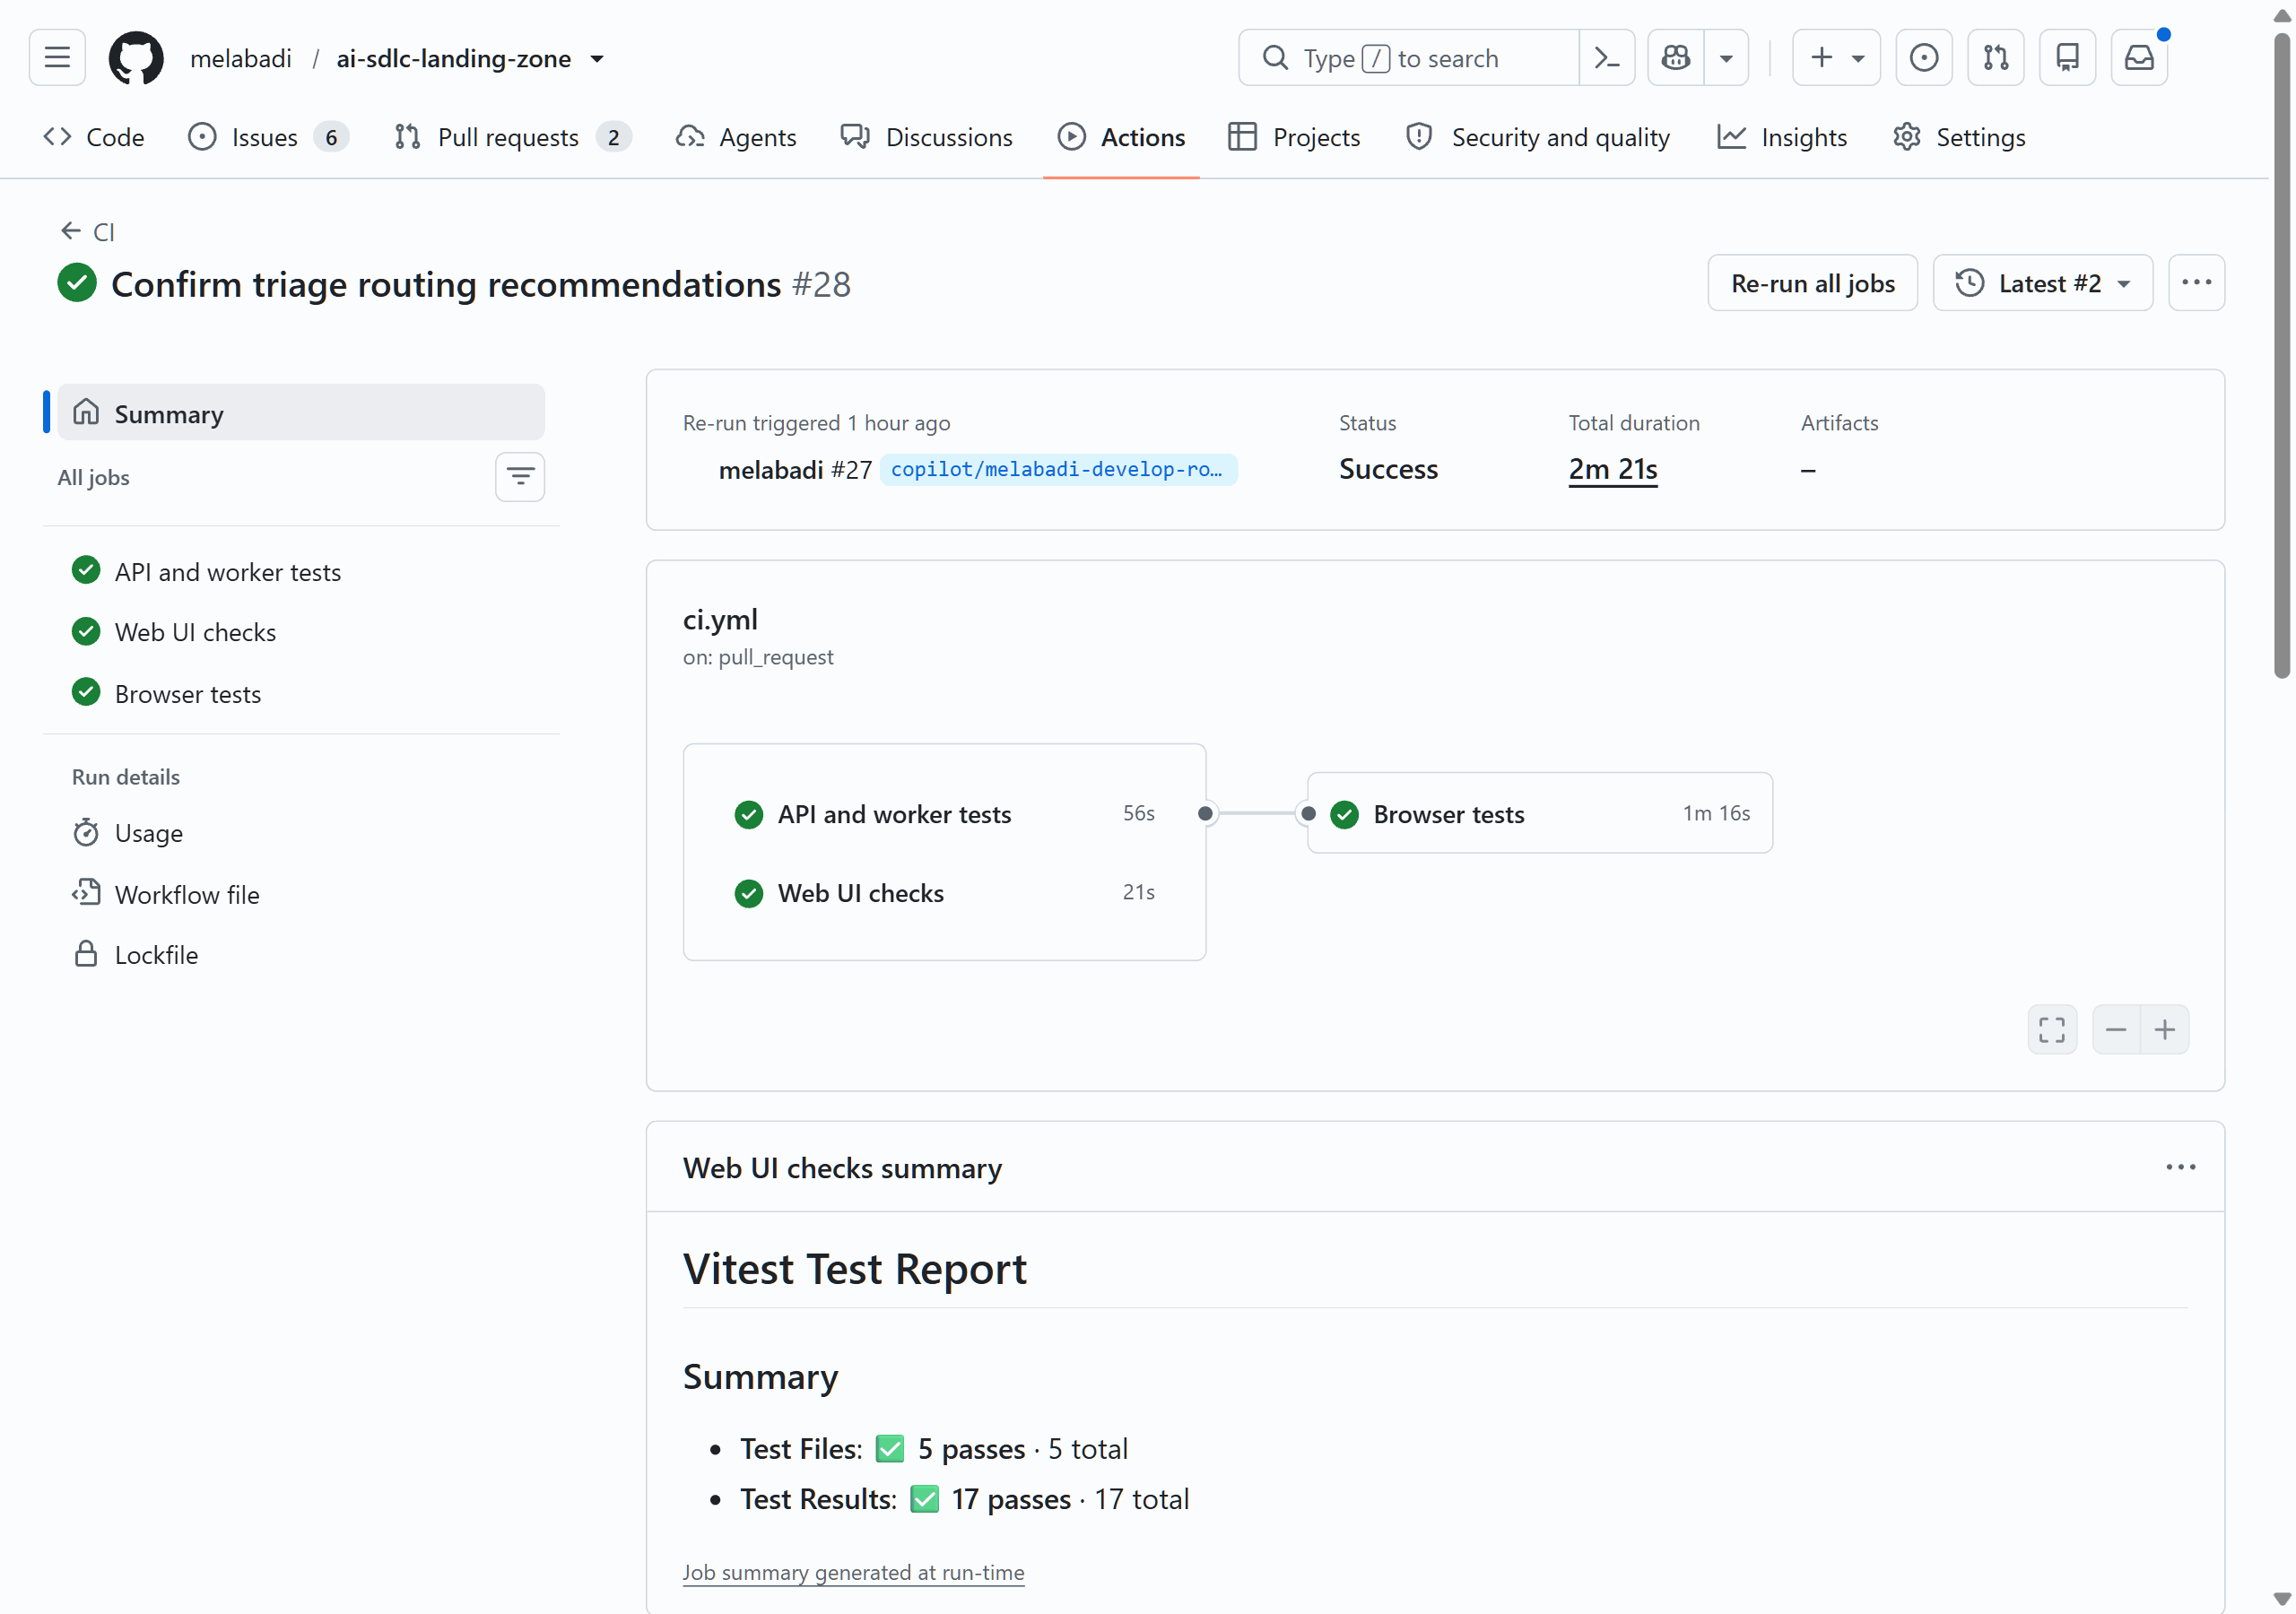 melabadi / ai-sdlc-landing-zone
Type / to search
Code
Issues 6
Pull requests 2
Agents
Discussions
Actions
Projects
Security and quality
Insights
Settings
CI
Confirm triage routing recommendations #28
Re-run all jobs
Latest #2
Summary
All jobs
API and worker tests
Web UI checks
Browser tests
Run details
Usage
Workflow file
Lockfile
Re-run triggered 1 hour ago
melabadi #27 copilot/melabadi-develop-ro…
Status
Success
Total duration
2m 21s
Artifacts
–
ci.yml
on: pull_request
API and worker tests 56s
Web UI checks 21s
Browser tests 1m 16s
Web UI checks summary
Vitest Test Report
Summary
• Test Files: ✅ 5 passes · 5 total
• Test Results: ✅ 17 passes · 17 total
Job summary generated at run-time